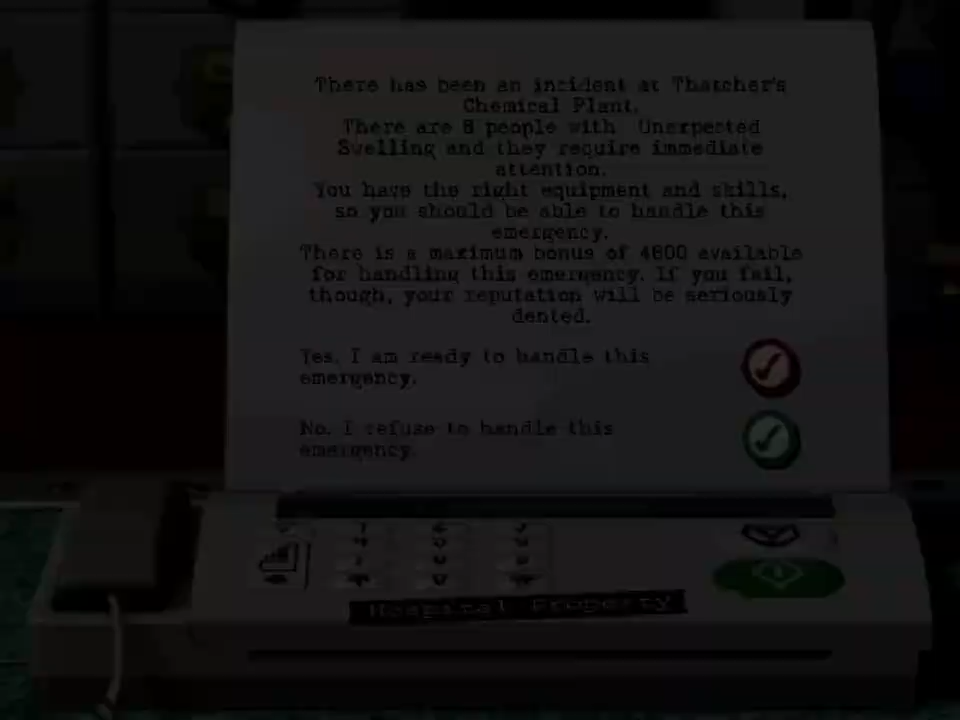 There has been an incident at Thatcher's
Chemical Plant.
There are 8 people with Unexpected
Swelling and they require immediate
attention.
You have the right equipment and skills,
so you should be able to handle this
emergency.
There is a maximum bonus of 4800 available
for handling this emergency. If you fail,
though, your reputation will be seriously
dented.
Yes. I am ready to handle this
emergency.
No. I refuse to handle this
emergency.
Hospital Property